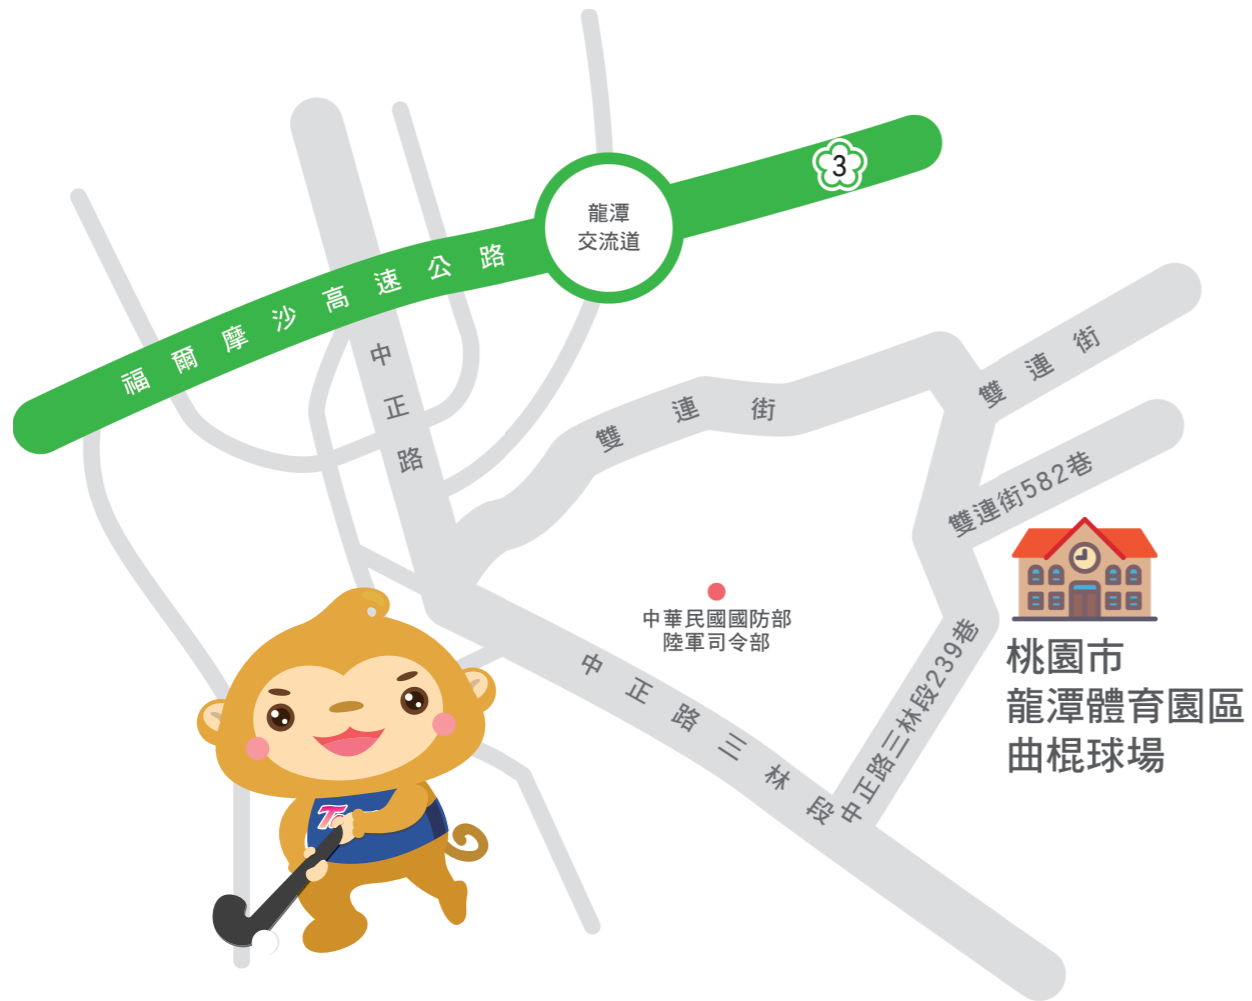 3
龍潭
交流道
福爾摩沙高速公路
中正路
雙連街
雙連街
雙連街582巷
中華民國國防部
陸軍司令部
中正路三林段239巷
中正路三林段
桃園市
龍潭體育園區
曲棍球場